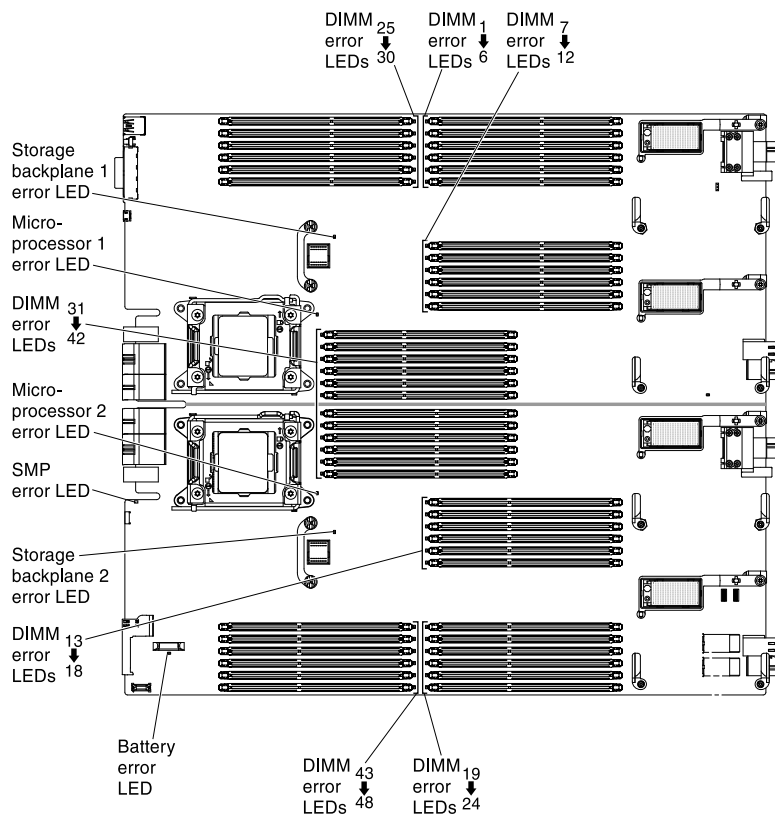 DIMM 25
error ⬇
LEDs 30
DIMM 1
error ⬇
LEDs 6
DIMM 7
error ⬇
LEDs 12
Storage
backplane 1
error LED
Micro-
processor 1
error LED
DIMM 31
error ⬇
LEDs 42
Micro-
processor 2
error LED
SMP
error LED
Storage
backplane 2
error LED
DIMM 13
error ⬇
LEDs 18
Battery
error
LED
DIMM 43
error ⬇
LEDs 48
DIMM 19
error ⬇
LEDs 24